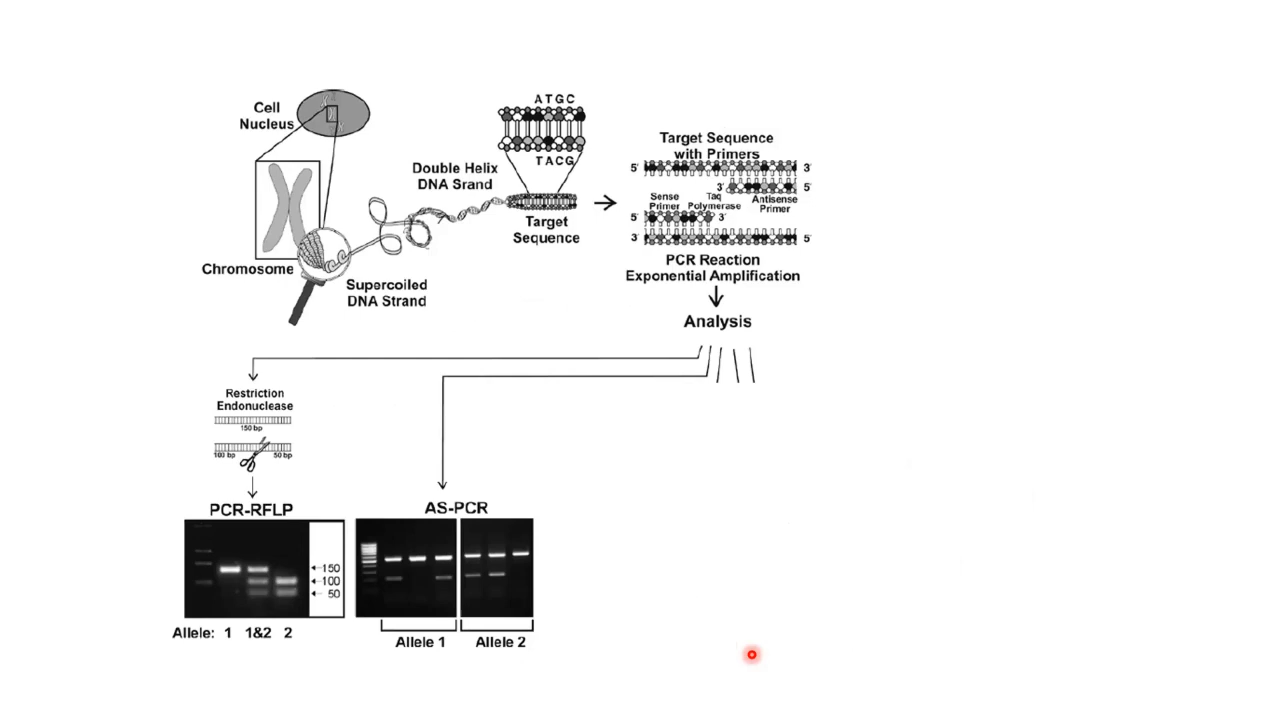 Cell
Nucleus
Chromosome
Supercoiled
DNA Strand
Double Helix
DNA Srand
ATGC
TACG
Target
Sequence
Target Sequence
with Primers
5´ 3´
3´ 5´
Sense
Primer
Taq
Polymerase
Antisense
Primer
5´ 3´
3´ 5´
PCR Reaction
Exponential Amplification
Analysis
Restriction
Endonuclease
150 bp
100 bp 50 bp
PCR-RFLP
150
100
50
Allele: 1 1&2 2
AS-PCR
Allele 1 Allele 2